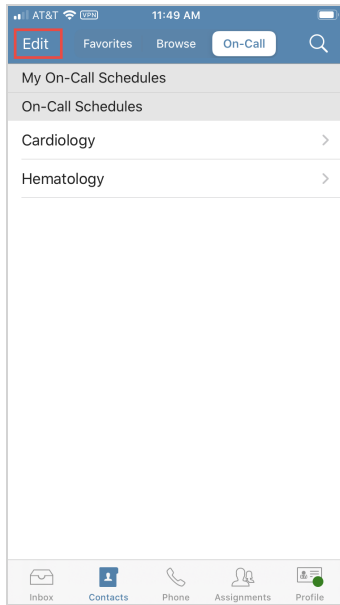 AT&T VPN 11:49 AM
Edit Favorites Browse On-Call
My On-Call Schedules
On-Call Schedules
Cardiology
Hematology
Inbox Contacts Phone Assignments Profile